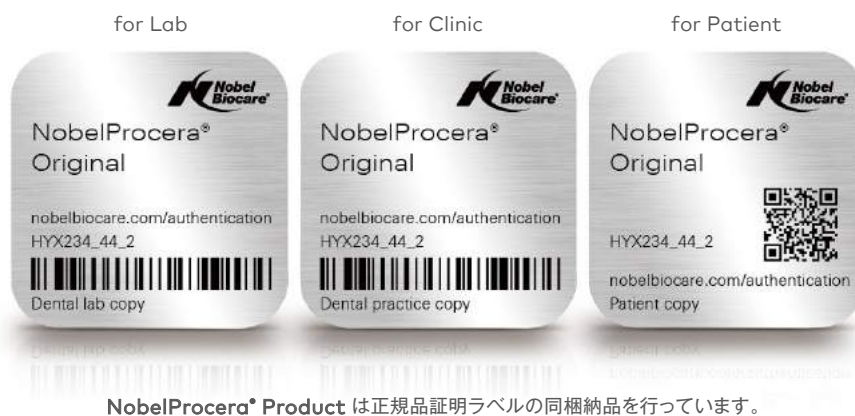 for Lab
for Clinic
for Patient
Nobel
Biocare®
NobelProcera®
Original
nobelbiocare.com/authentication
HYX234_44_2
Dental lab copy
Nobel
Biocare®
NobelProcera®
Original
nobelbiocare.com/authentication
HYX234_44_2
Dental practice copy
Nobel
Biocare®
NobelProcera®
Original
HYX234_44_2
nobelbiocare.com/authentication
Patient copy
NobelProcera® Product は正規品証明ラベルの同梱納品を行っています。